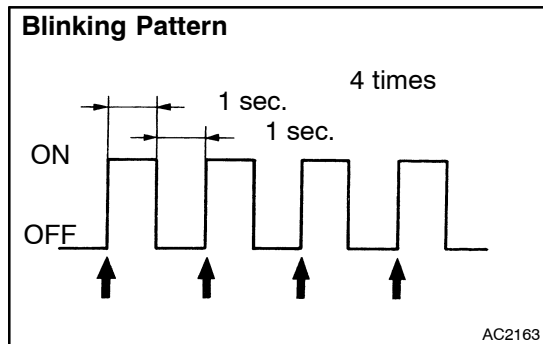 Blinking Pattern
4 times
1 sec.
1 sec.
ON
OFF
AC2163